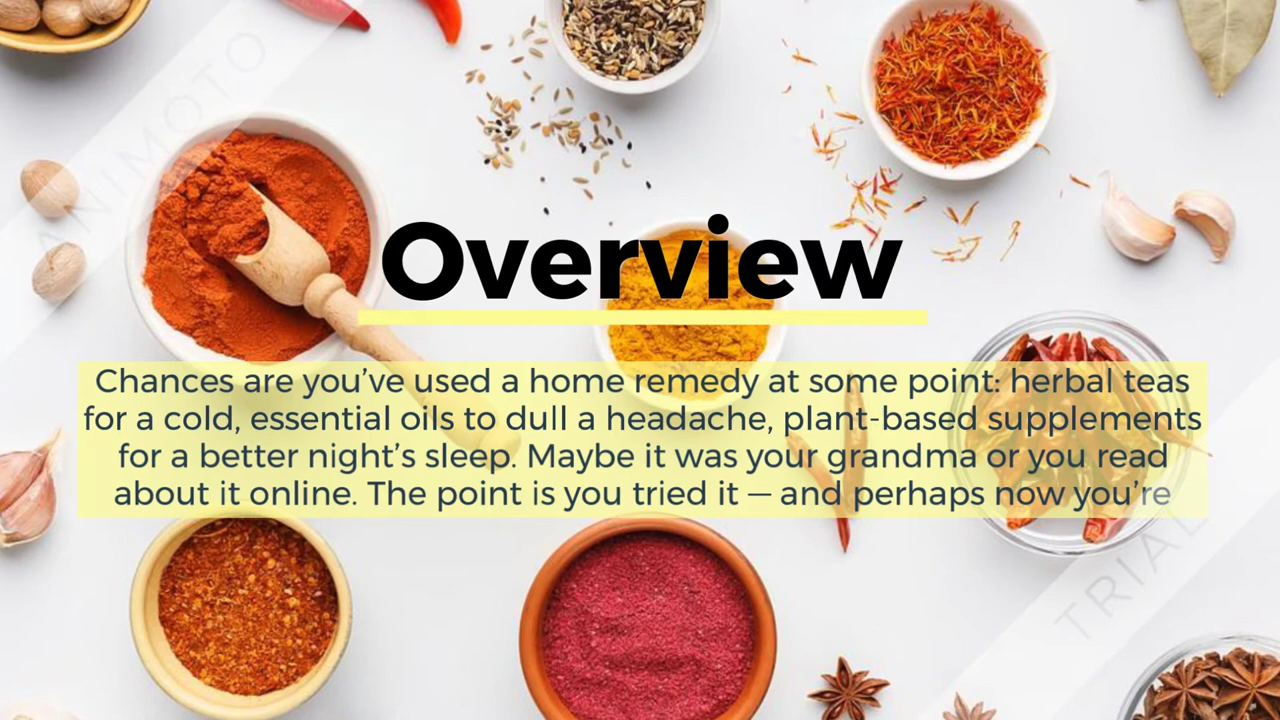 ANIMOTO
Overview
Chances are you’ve used a home remedy at some point: herbal teas
for a cold, essential oils to dull a headache, plant-based supplements
for a better night’s sleep. Maybe it was your grandma or you read
about it online. The point is you tried it — and perhaps now you’re
TRIAL